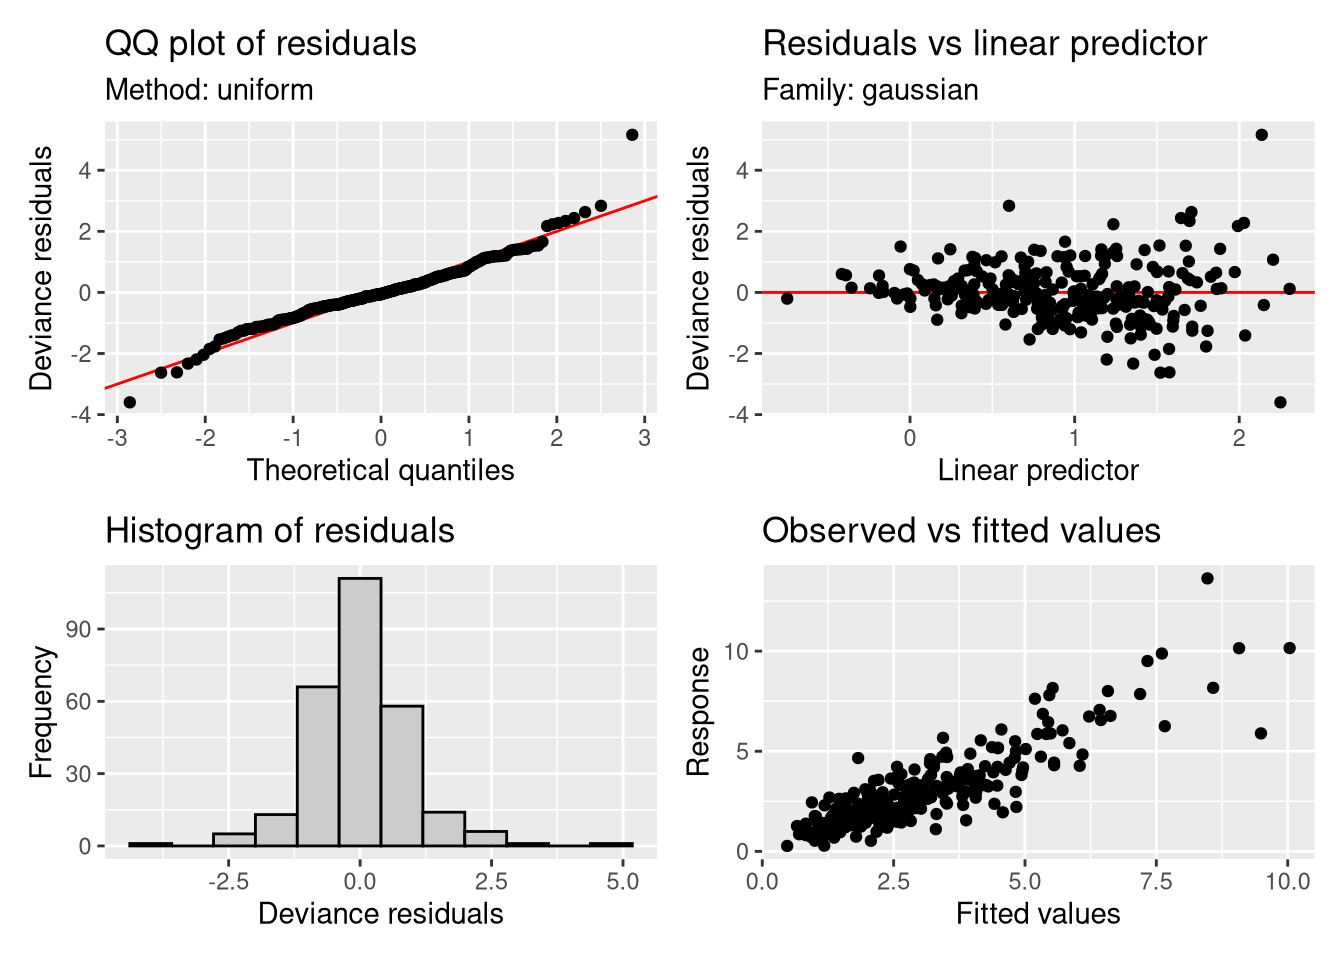 QQ plot of residuals
Method: uniform
Deviance residuals
4
2
0
-2
-4
-3 -2 -1 0 1 2 3
Theoretical quantiles
Residuals vs linear predictor
Family: gaussian
Deviance residuals
4
2
0
-2
-4
0 1 2
Linear predictor
Histogram of residuals
Frequency
90
60
30
0
-2.5 0.0 2.5 5.0
Deviance residuals
Observed vs fitted values
Response
10
5
0
0.0 2.5 5.0 7.5 10.0
Fitted values